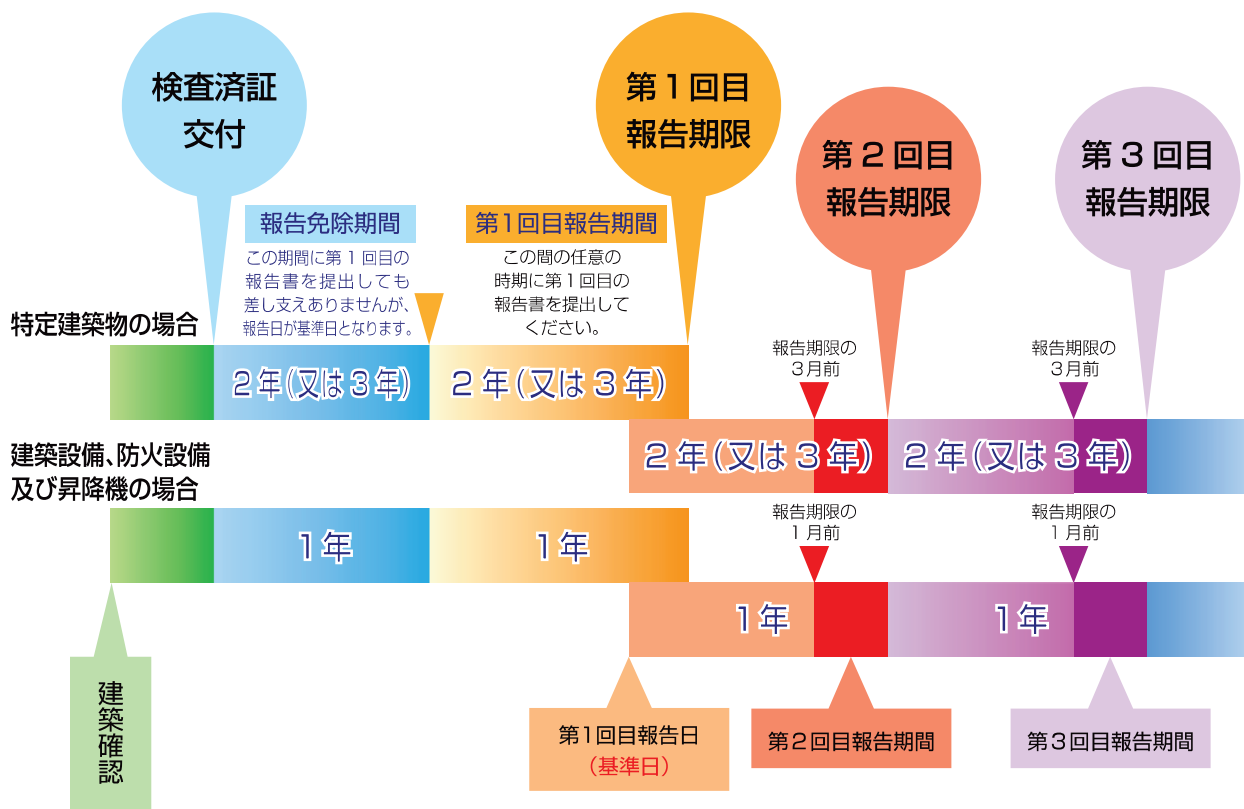 検査済証
交付
第1回目
報告期限
第2回目
報告期限
第3回目
報告期限
報告免除期間
この期間に第1回目の
報告書を提出しても
差し支えありませんが、
報告日が基準日となります。
第1回目報告期間
この間の任意の
時期に第1回目の
報告書を提出して
ください。
特定建築物の場合
2年(又は3年)
2年(又は3年)
報告期限の
3月前
報告期限の
3月前
2年(又は3年)
2年(又は3年)
建築設備、防火設備
及び昇降機の場合
1年
1年
報告期限の
1月前
報告期限の
1月前
1年
1年
建築確認
第1回目報告日
(基準日)
第2回目報告期間
第3回目報告期間